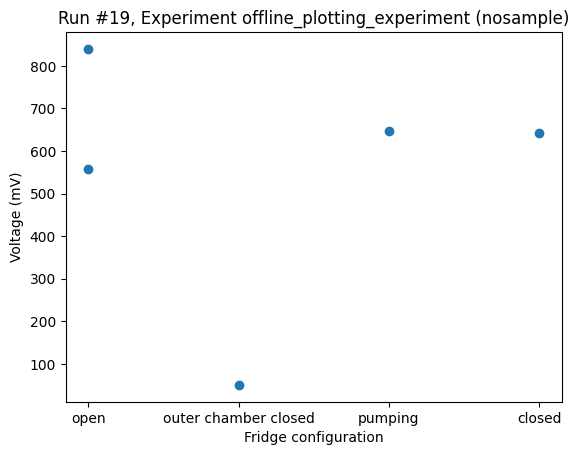 Run #19, Experiment offline_plotting_experiment (nosample)
Voltage (mV)
800
700
600
500
400
300
200
100
open outer chamber closed pumping closed
Fridge configuration